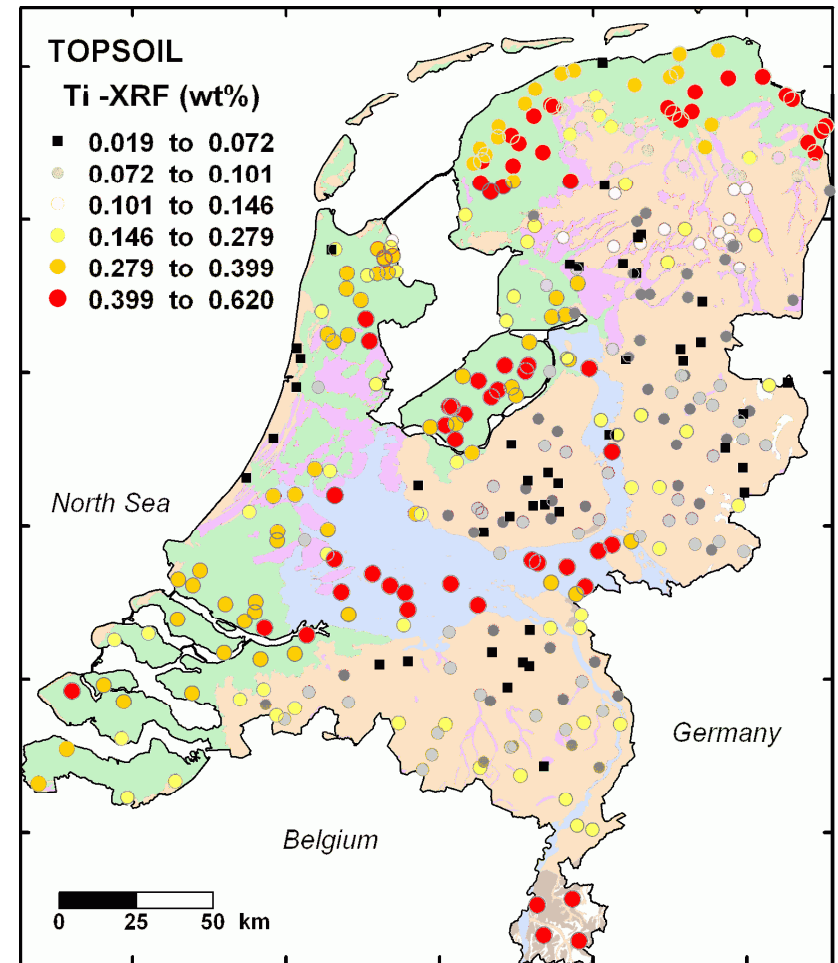 TOPSOIL
Ti -XRF (wt%)
0.019 to 0.072
0.072 to 0.101
0.101 to 0.146
0.146 to 0.279
0.279 to 0.399
0.399 to 0.620
North Sea
Germany
Belgium
0 25 50 km